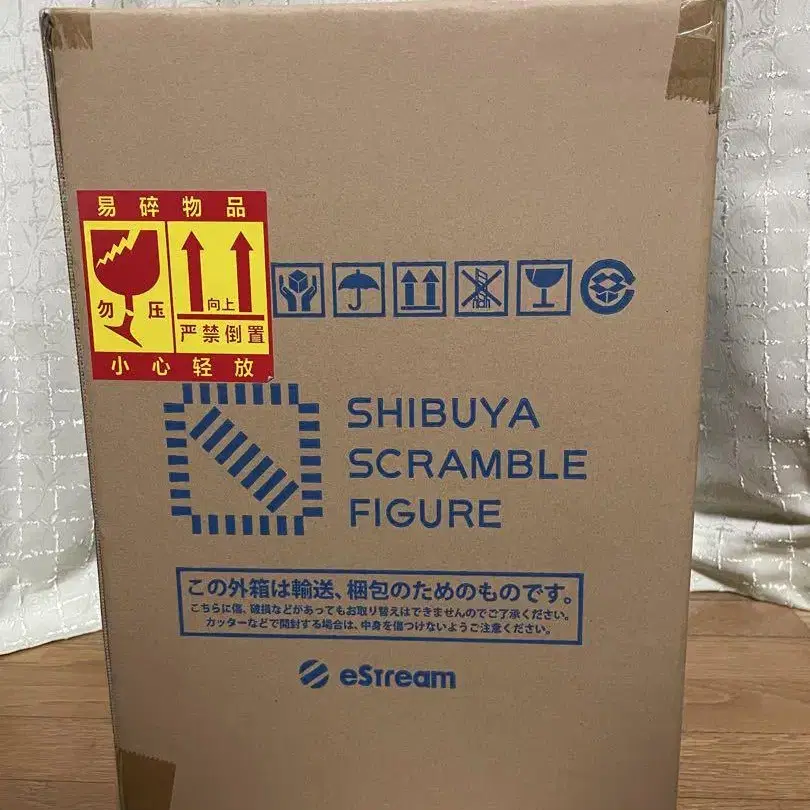 易碎物品
勿压
向上
严禁倒置
小心轻放
SHIBUYA
SCRAMBLE
FIGURE
この外箱は輸送、梱包のためのものです。
こちらに傷、破損などがあってもお取り替えはできませんのでご了承ください。
カッターなどで開封する場合は、中身を傷つけないようご注意ください。
eStream